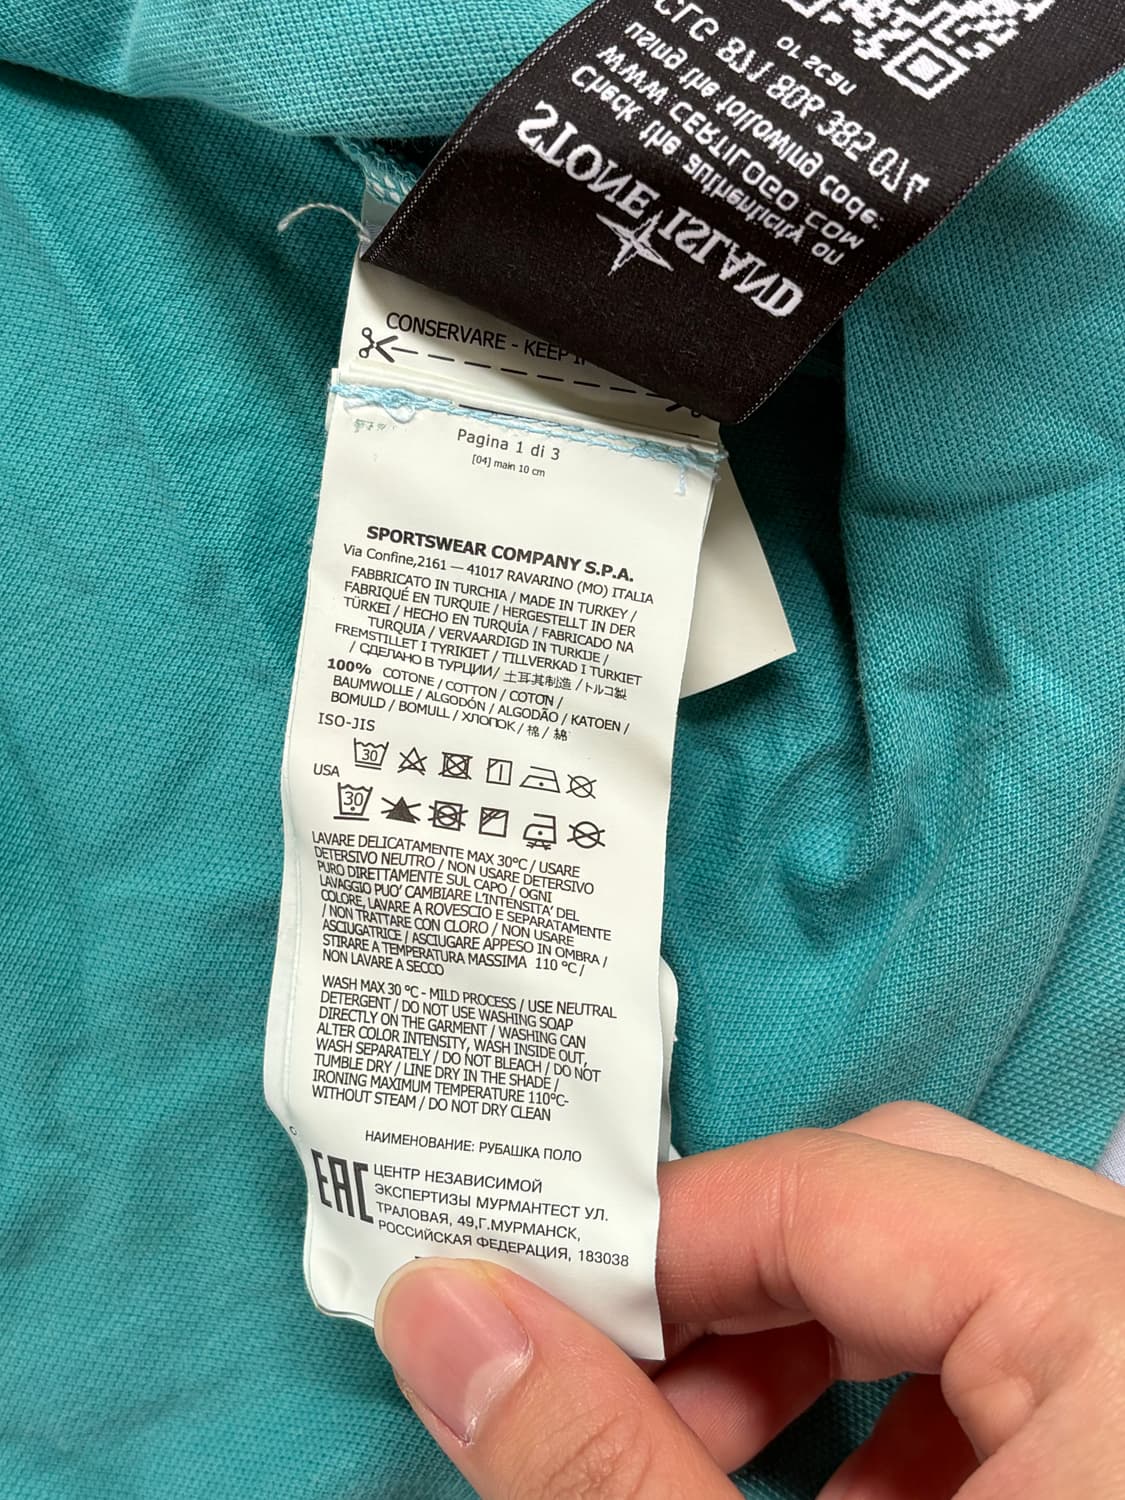 STONE ISLAND
Check the authenticity on
WWW.CERTILOGO.COM
using the following code:
CLG 871 808 385 074
or scan
CONSERVARE - KEEP
Pagina 1 di 3
[04] main 10 cm
SPORTSWEAR COMPANY S.P.A.
Via Confine,2161 — 41017 RAVARINO (MO) ITALIA
FABBRICATO IN TURCHIA / MADE IN TURKEY /
FABRIQUÉ EN TURQUIE / HERGESTELLT IN DER
TÜRKEI / HECHO EN TURQUÍA / FABRICADO NA
TURQUIA / VERVAARDIGD IN TURKIJE /
FREMSTILLET I TYRKIET / TILLVERKAD I TURKIET
/ СДЕЛАНО В ТУРЦИИ/ 土耳其制造 /トルコ製
100% COTONE / COTTON / COTON /
BAUMWOLLE / ALGODÓN / ALGODÃO / KATOEN /
BOMULD / BOMULL / ХЛОПОК / 棉 / 綿
ISO-JIS
30
USA
30
LAVARE DELICATAMENTE MAX 30°C / USARE
DETERSIVO NEUTRO / NON USARE DETERSIVO
PURO DIRETTAMENTE SUL CAPO / OGNI
LAVAGGIO PUO' CAMBIARE L'INTENSITA' DEL
COLORE, LAVARE A ROVESCIO E SEPARATAMENTE
/ NON TRATTARE CON CLORO / NON USARE
ASCIUGATRICE / ASCIUGARE APPESO IN OMBRA /
STIRARE A TEMPERATURA MASSIMA 110 °C /
NON LAVARE A SECCO
WASH MAX 30 °C - MILD PROCESS / USE NEUTRAL
DETERGENT / DO NOT USE WASHING SOAP
DIRECTLY ON THE GARMENT / WASHING CAN
ALTER COLOR INTENSITY, WASH INSIDE OUT,
WASH SEPARATELY / DO NOT BLEACH / DO NOT
TUMBLE DRY / LINE DRY IN THE SHADE /
IRONING MAXIMUM TEMPERATURE 110°C-
WITHOUT STEAM / DO NOT DRY CLEAN
НАИМЕНОВАНИЕ: РУБАШКА ПОЛО
EAC
ЦЕНТР НЕЗАВИСИМОЙ
ЭКСПЕРТИЗЫ МУРМАНТЕСТ УЛ.
ТРАЛОВАЯ, 49,Г.МУРМАНСК,
РОССИЙСКАЯ ФЕДЕРАЦИЯ, 183038